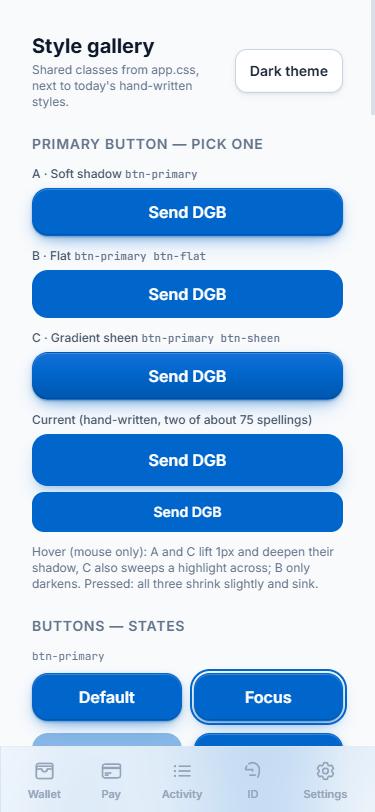 Style gallery
Shared classes from app.css,
next to today's hand-written
styles.
Dark theme
PRIMARY BUTTON — PICK ONE
A · Soft shadow btn-primary
Send DGB
B · Flat btn-primary btn-flat
Send DGB
C · Gradient sheen btn-primary btn-sheen
Send DGB
Current (hand-written, two of about 75 spellings)
Send DGB
Send DGB
Hover (mouse only): A and C lift 1px and deepen their
shadow, C also sweeps a highlight across; B only
darkens. Pressed: all three shrink slightly and sink.
BUTTONS — STATES
btn-primary
Default
Focus
Wallet
Pay
Activity
ID
Settings